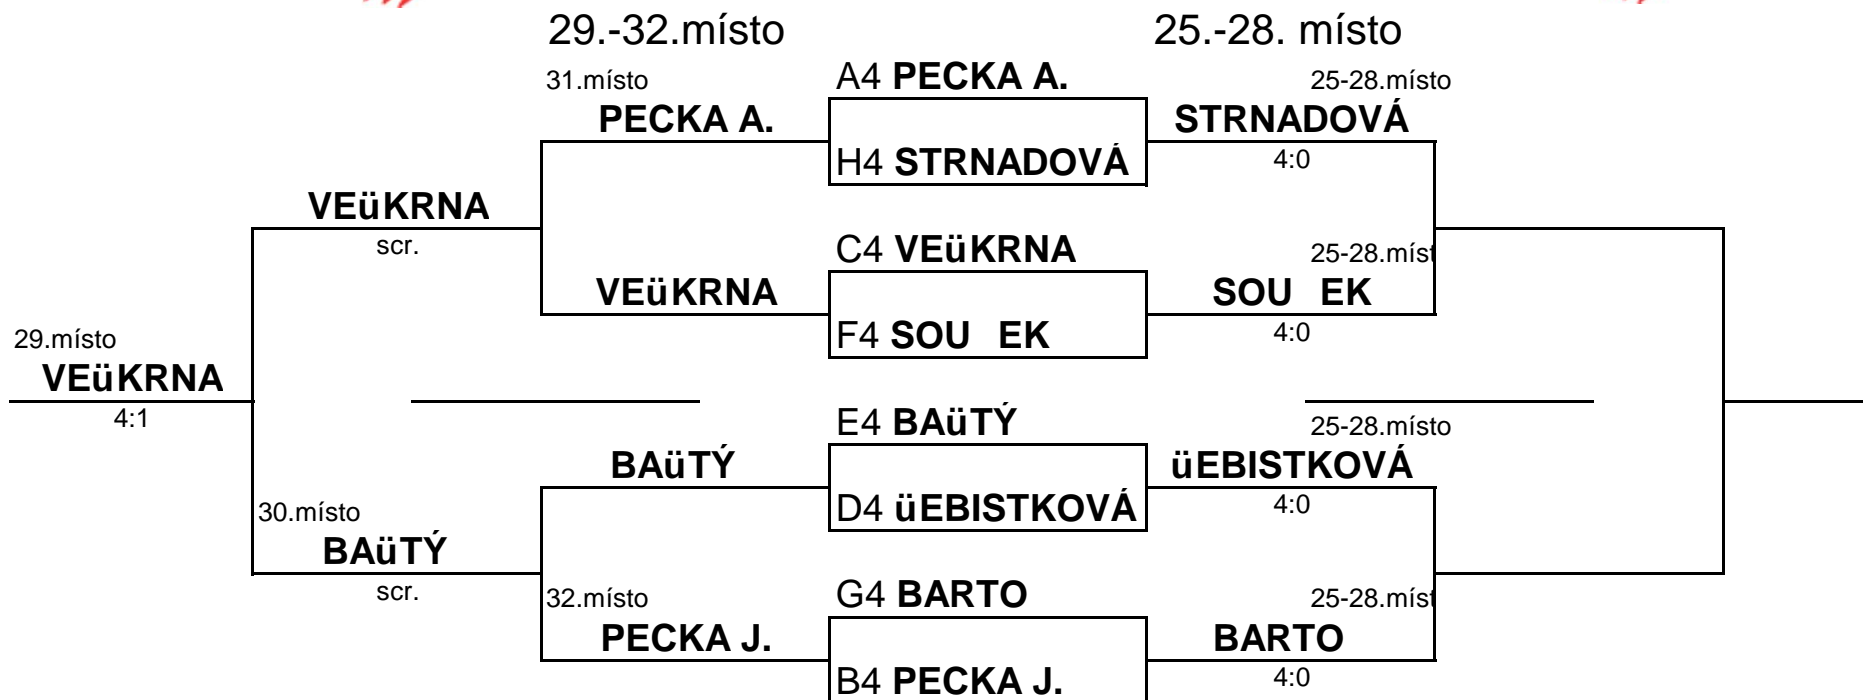 29.-32.místo 25.-28. místo
31.místo A4 PECKA A. 25-28.místo
PECKA A. STRNADOVÁ
H4 STRNADOVÁ 4:0
VEüKRNA
scr. C4 VEüKRNA 25-28.míst
VEüKRNA SOU EK
29.místo F4 SOU EK 4:0
VEüKRNA
4:1 E4 BAüTÝ 25-28.místo
BAüTÝ üEBISTKOVÁ
30.místo D4 üEBISTKOVÁ 4:0
BAüTÝ
scr. 32.místo G4 BARTO 25-28.míst
PECKA J. BARTO
B4 PECKA J. 4:0